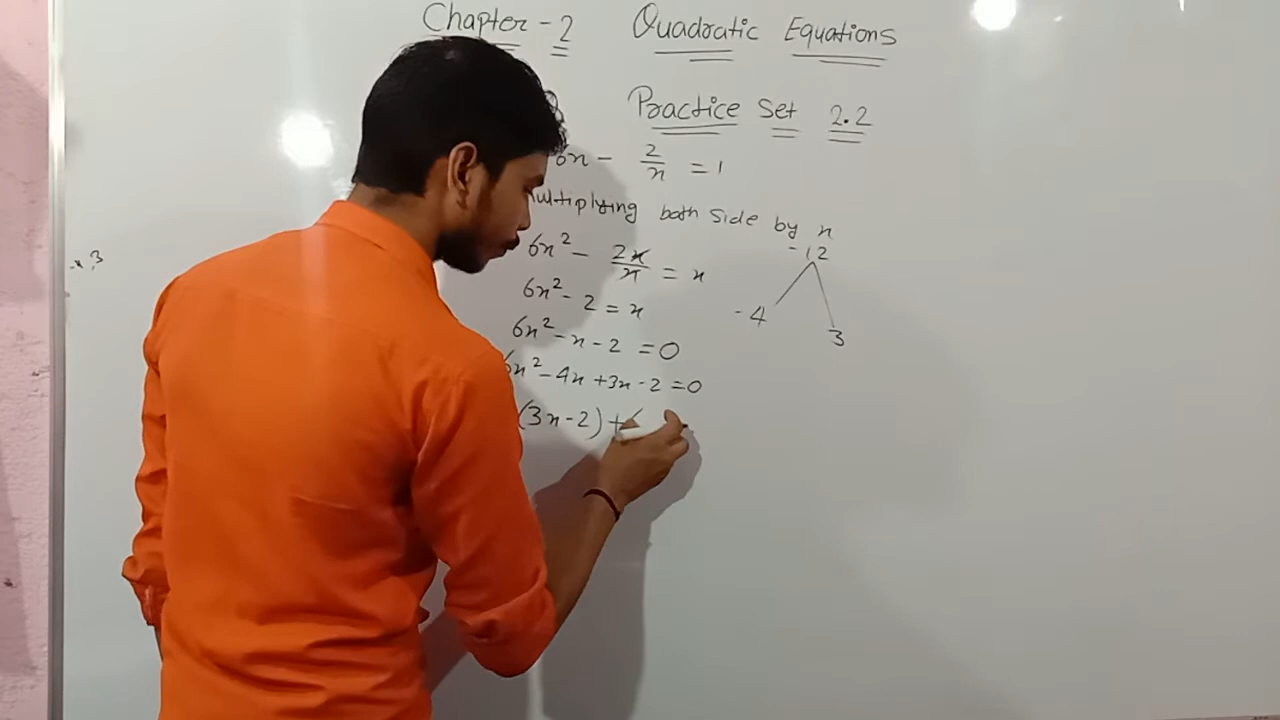 Chapter - 2 Quadratic Equations
Practice Set 2.2
6x - 2/x = 1
multiplying both side by x
6x² - 2x/x = x
6x² - 2 = x
6x² - x - 2 = 0
6x² - 4x + 3x - 2 = 0
(3x - 2) + (
-12
-4
3